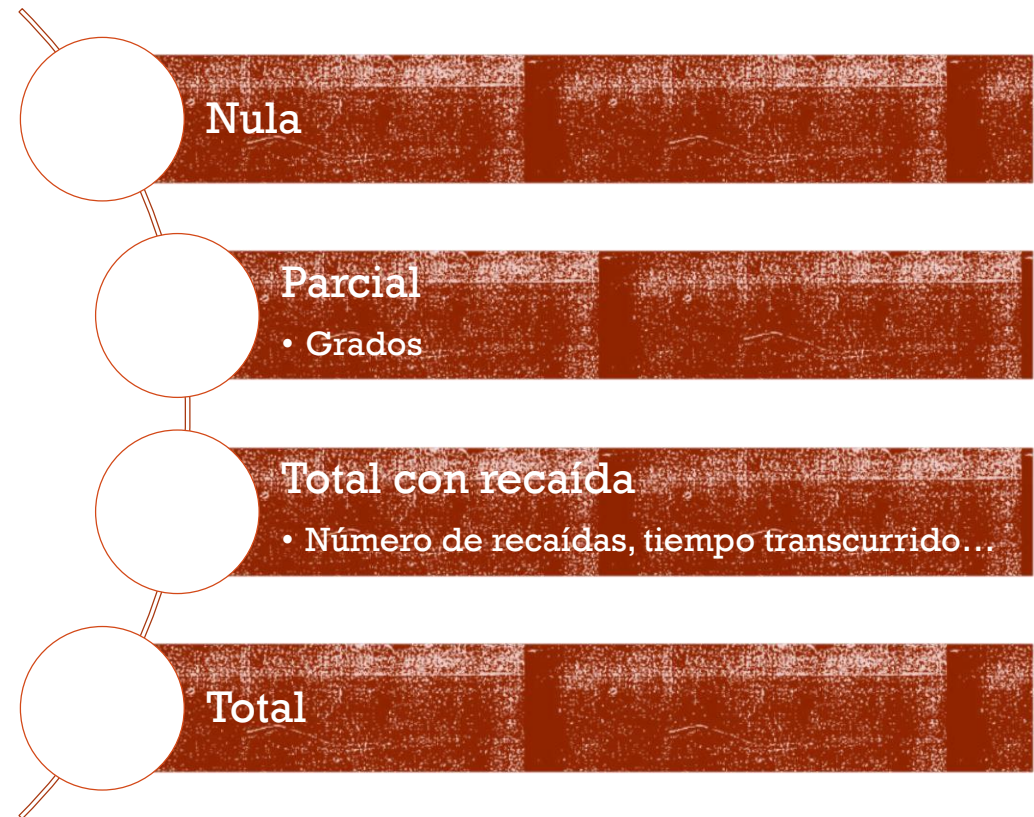 Nula
Parcial
• Grados
Total con recaída
• Número de recaídas, tiempo transcurrido…
Total